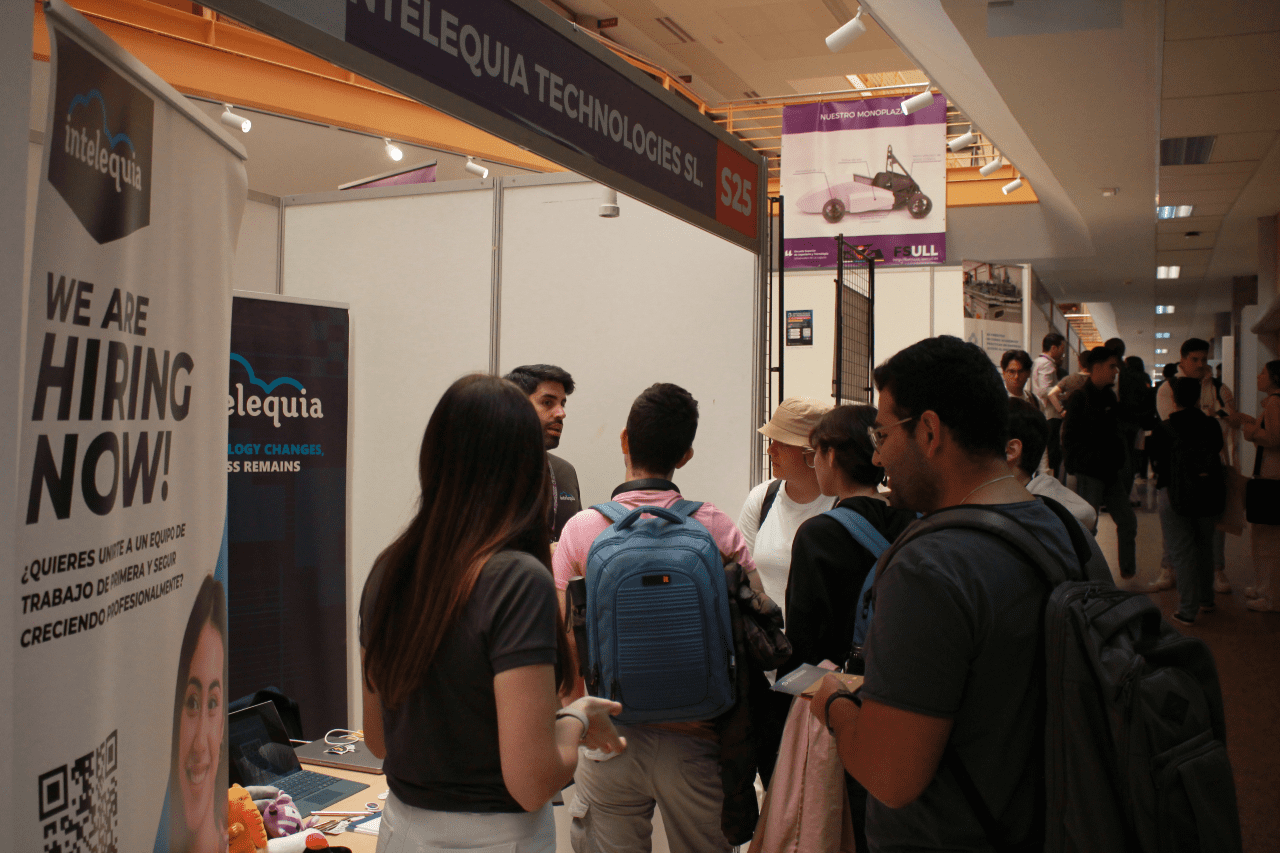 intelequia
WE ARE
HIRING
NOW!
¿QUIERES UNIRTE A UN EQUIPO DE
TRABAJO DE PRIMERA Y SEGUIR
CRECIENDO PROFESIONALMENTE?
INTELEQUIA TECHNOLOGIES SL.
S25
elequia
LOGY CHANGES,
SS REMAINS
NUESTRO MONOPLAZA
ESULL